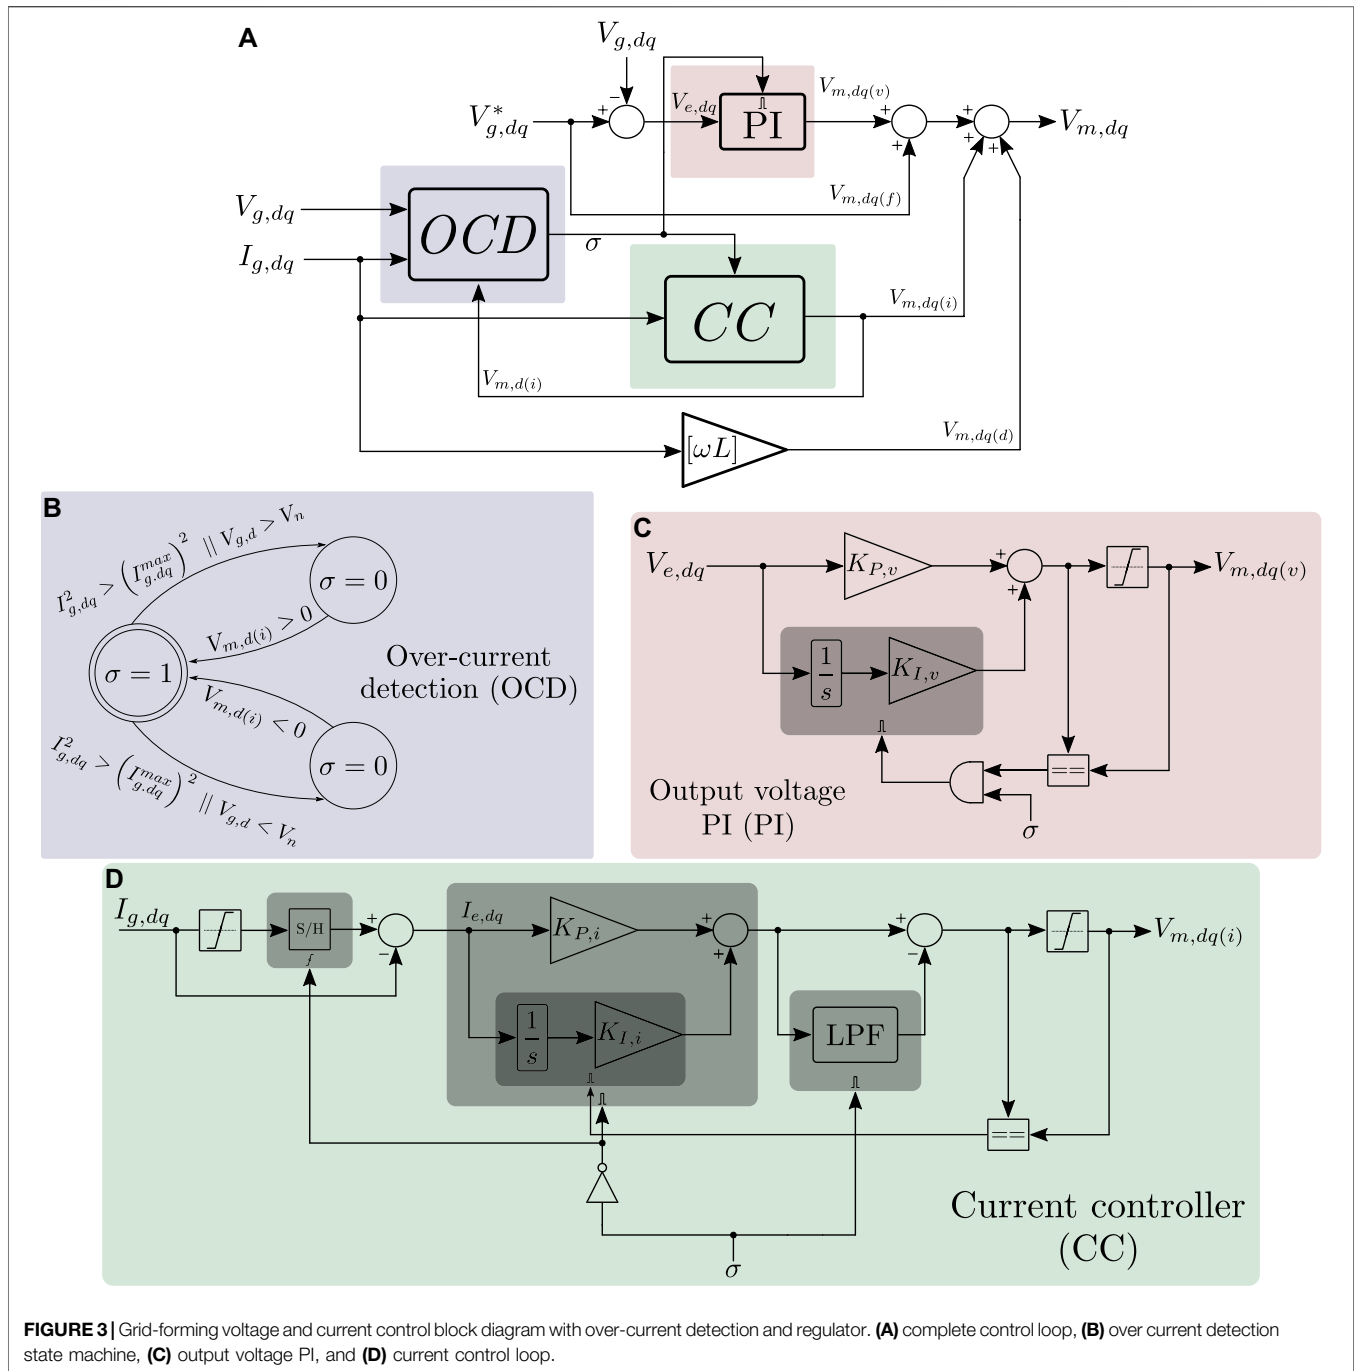 A
V_{g,dq}
V^*_{g,dq}
+
−
V_{e,dq}
PI
V_{m,dq(v)}
+
+
+
+
+
V_{m,dq}
V_{m,dq(f)}
V_{g,dq}
I_{g,dq}
OCD
σ
CC
V_{m,dq(i)}
V_{m,d(i)}
[ωL]
V_{m,dq(d)}
B
I^2_{g,dq} > (I^{max}_{g.dq})^2 || V_{g,d} > V_n
σ = 0
V_{m,d(i)} > 0
σ = 1
V_{m,d(i)} < 0
σ = 0
I^2_{g,dq} > (I^{max}_{g.dq})^2 || V_{g,d} < V_n
Over-current
detection (OCD)
C
V_{e,dq}
K_{P,v}
+
+
V_{m,dq(v)}
1/s
K_{I,v}
==
σ
Output voltage
PI (PI)
D
I_{g,dq}
S/H
+
−
I_{e,dq}
K_{P,i}
+
+
1/s
K_{I,i}
+
−
LPF
V_{m,dq(i)}
==
σ
Current controller
(CC)
FIGURE 3 | Grid-forming voltage and current control block diagram with over-current detection and regulator. (A) complete control loop, (B) over current detection
state machine, (C) output voltage PI, and (D) current control loop.